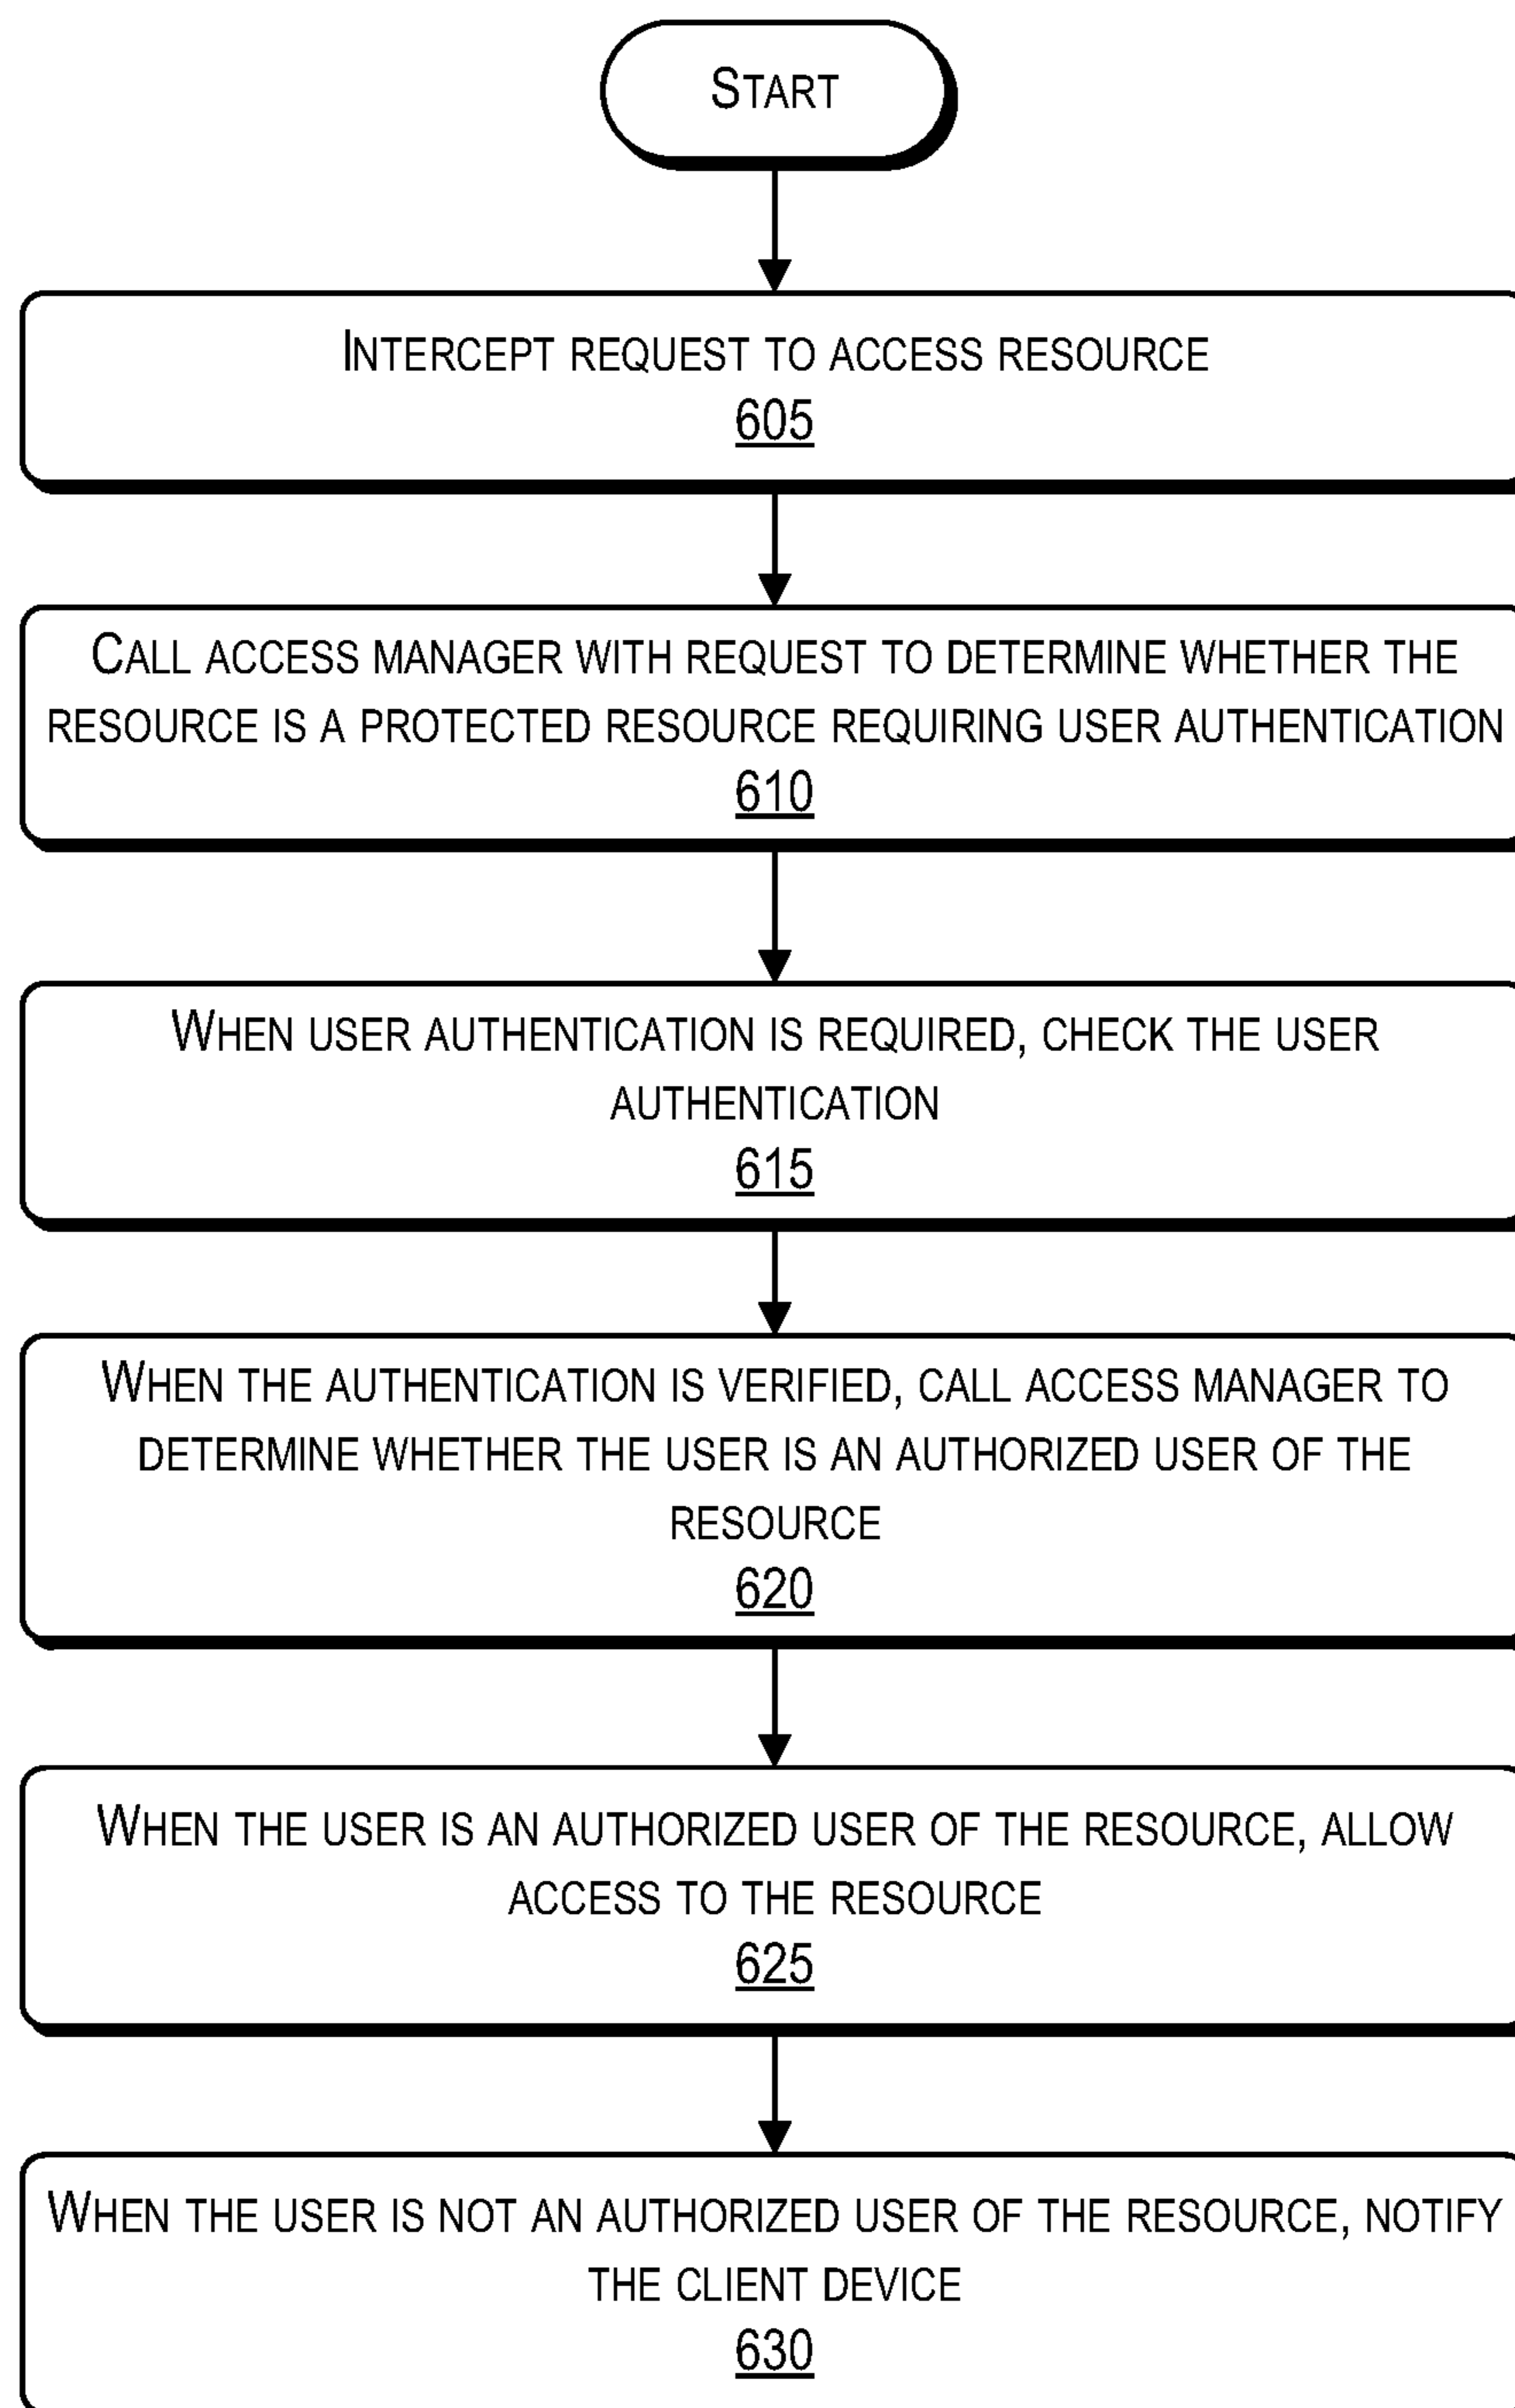 START
INTERCEPT REQUEST TO ACCESS RESOURCE
605
CALL ACCESS MANAGER WITH REQUEST TO DETERMINE WHETHER THE
RESOURCE IS A PROTECTED RESOURCE REQUIRING USER AUTHENTICATION
610
WHEN USER AUTHENTICATION IS REQUIRED, CHECK THE USER
AUTHENTICATION
615
WHEN THE AUTHENTICATION IS VERIFIED, CALL ACCESS MANAGER TO
DETERMINE WHETHER THE USER IS AN AUTHORIZED USER OF THE
RESOURCE
620
WHEN THE USER IS AN AUTHORIZED USER OF THE RESOURCE, ALLOW
ACCESS TO THE RESOURCE
625
WHEN THE USER IS NOT AN AUTHORIZED USER OF THE RESOURCE, NOTIFY
THE CLIENT DEVICE
630